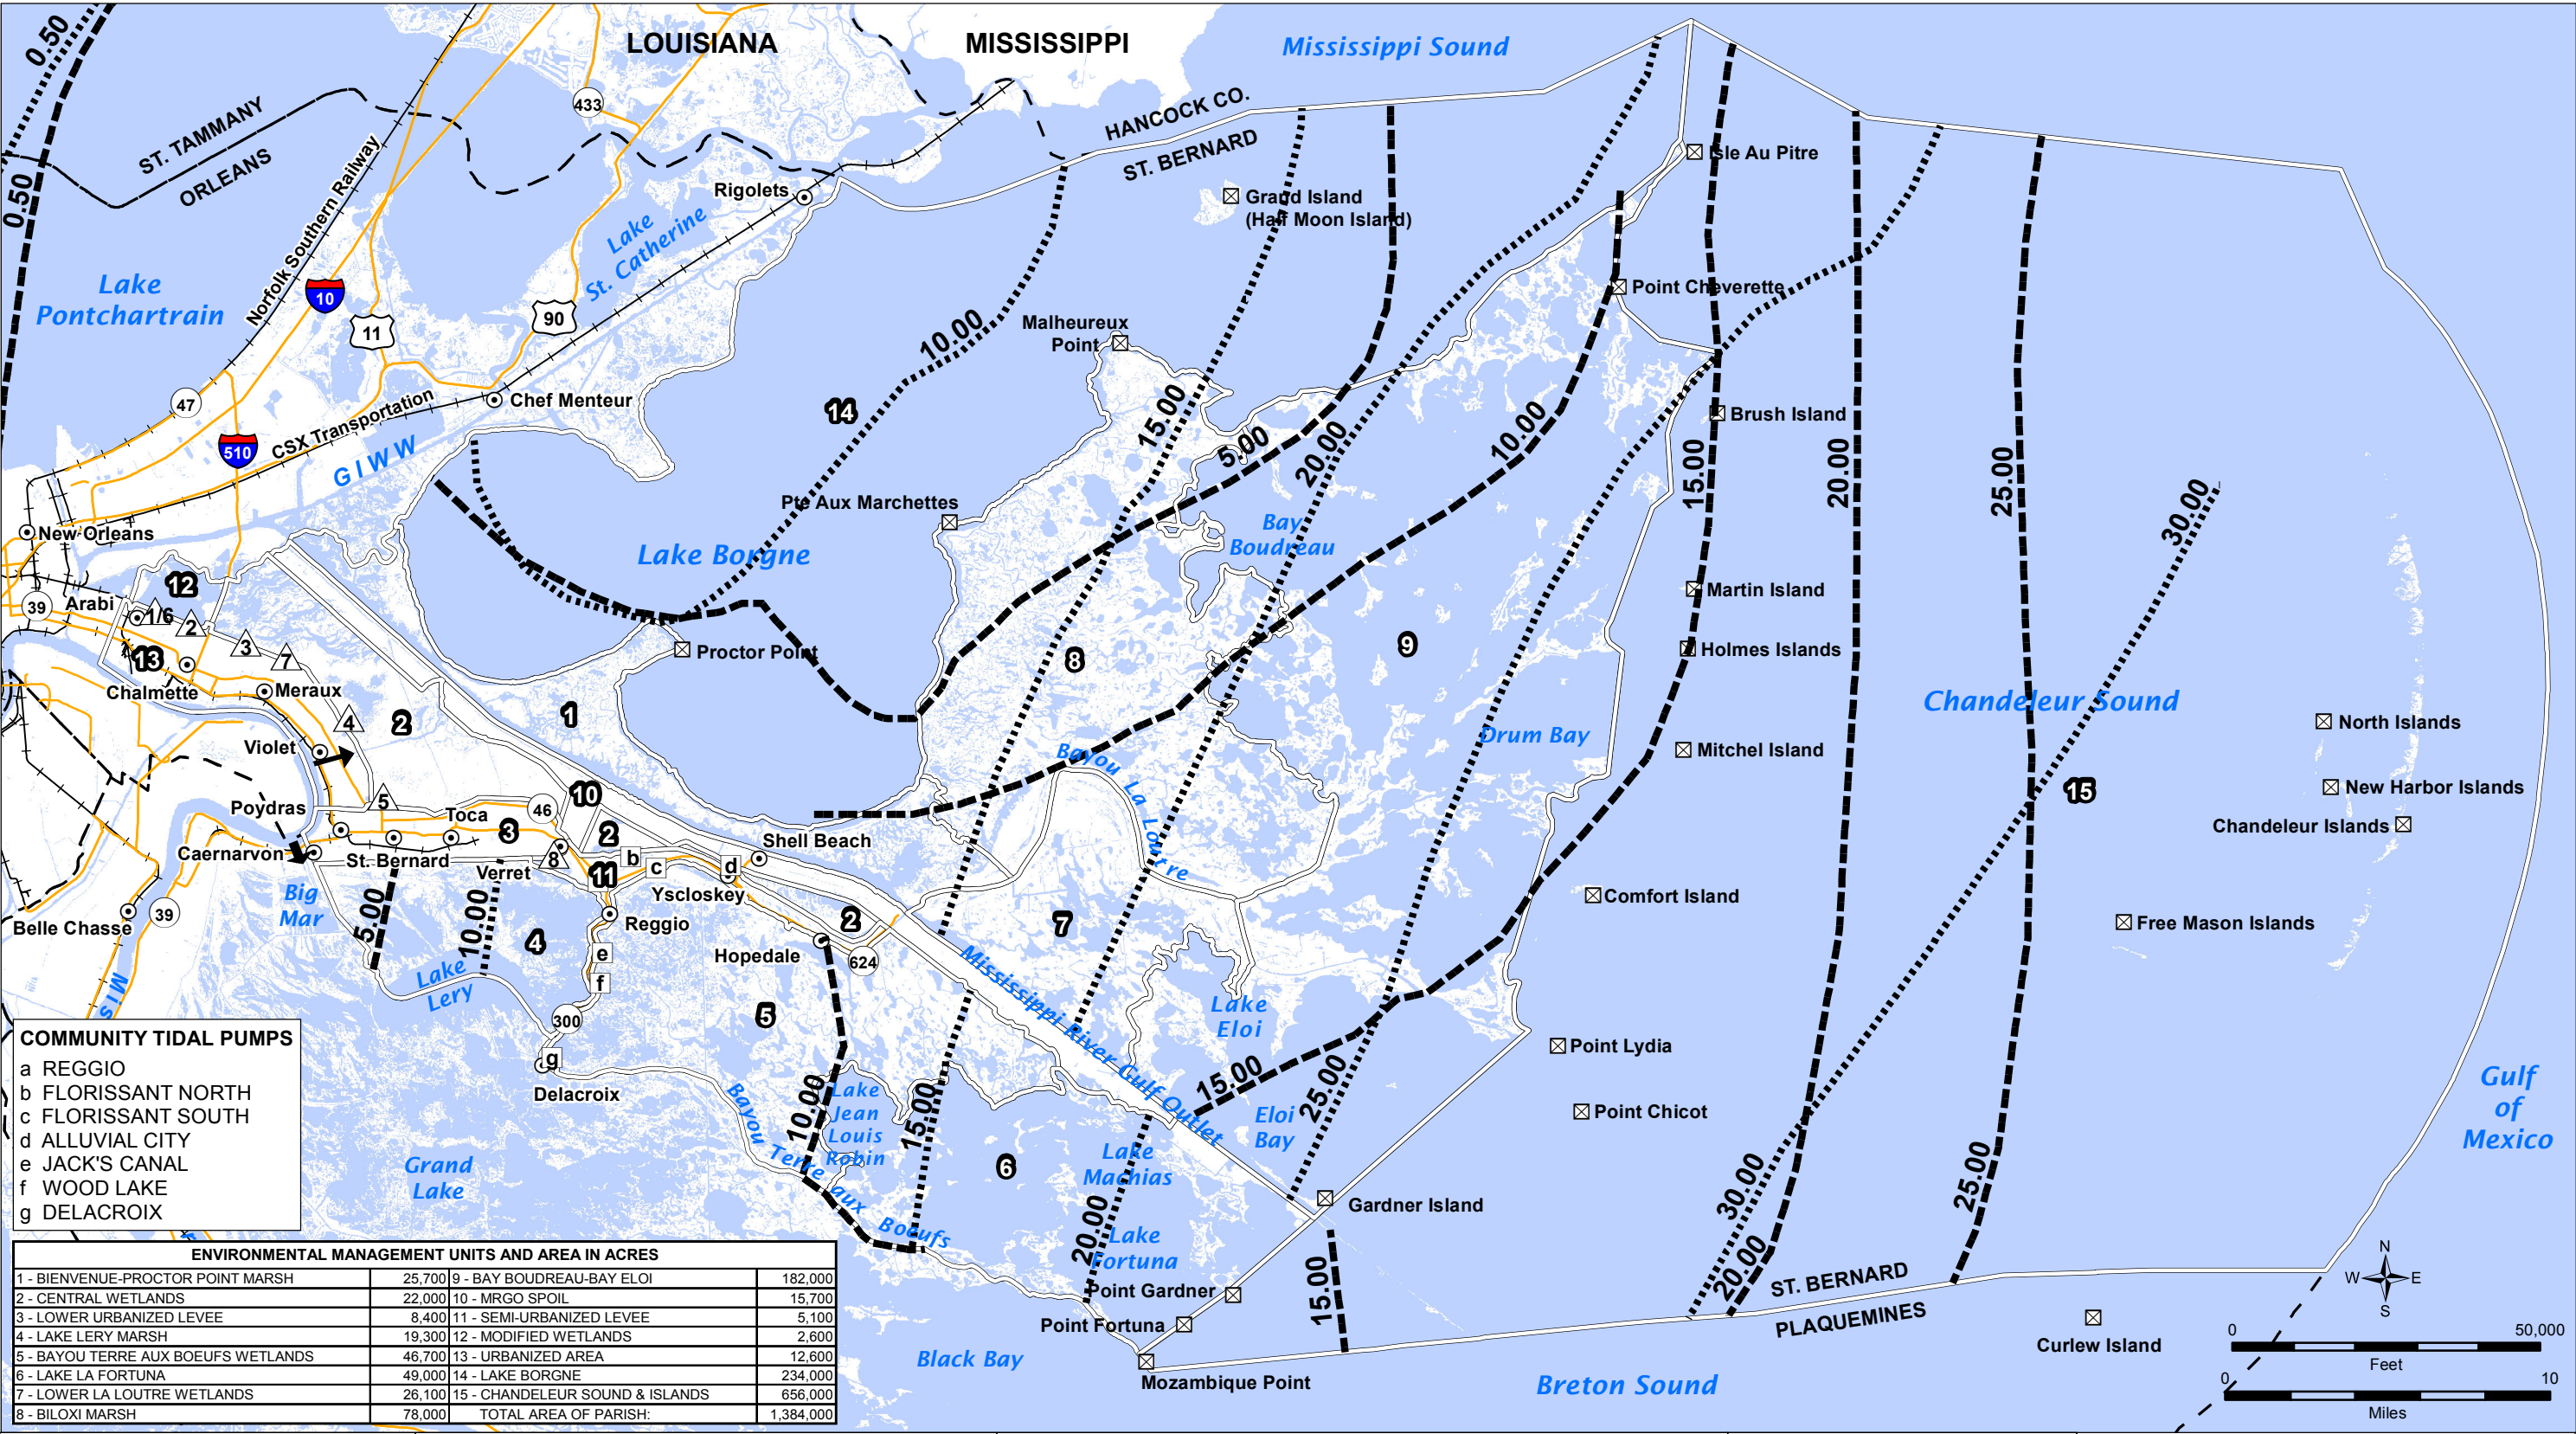 LOUISIANA
MISSISSIPPI
Mississippi Sound
0.50
0.50
433
ST. TAMMANY
ORLEANS
HANCOCK CO.
ST. BERNARD
Isle Au Pitre
Rigolets
Grand Island
(Half Moon Island)
Norfolk Southern Railway
Lake
St. Catherine
Lake
Pontchartrain
10
11
90
Point Cheverette
Malheureux
Point
10.00
47
Chef Menteur
CSX Transportation
14
15.00
5.00
20.00
10.00
Brush Island
510
GIWW
15.00
20.00
25.00
30.00
Pte Aux Marchettes
New Orleans
Lake Borgne
Bay
Boudreau
12
39
Arabi
1/6
2
3
7
Martin Island
13
Proctor Point
8
9
Holmes Islands
Chalmette
Meraux
4
2
1
Chandeleur Sound
North Islands
Violet
Bayou La Loutre
Drum Bay
Mitchel Island
15
New Harbor Islands
Poydras
5
Toca
46
10
Chandeleur Islands
3
2
Shell Beach
Caernarvon
St. Bernard
8
b
c
d
Verret
11
Yscloskey
Big
Mar
5.00
10.00
Comfort Island
Belle Chasse
39
4
Reggio
2
7
Free Mason Islands
Hopedale
624
e
f
Lake
Lery
Mississippi River Gulf Outlet
Lake
Eloi
Mis
s
300
5
g
Delacroix
Point Lydia
15.00
25.00
Gulf
of
Mexico
Bayou Terre aux Boeufs
10.00
Lake
Jean
Louis
Robin
15.00
Eloi
Bay
Point Chicot
Grand
Lake
6
Lake
Machias
30.00
25.00
Gardner Island
20.00
Lake
Fortuna
20.00
15.00
Point Gardner
ST. BERNARD
PLAQUEMINES
Point Fortuna
Curlew Island
Black Bay
Mozambique Point
Breton Sound
N
W E
S
0 50,000
Feet
0 10
Miles
COMMUNITY TIDAL PUMPS
a REGGIO
b FLORISSANT NORTH
c FLORISSANT SOUTH
d ALLUVIAL CITY
e JACK'S CANAL
f WOOD LAKE
g DELACROIX
ENVIRONMENTAL MANAGEMENT UNITS AND AREA IN ACRES
1 - BIENVENUE-PROCTOR POINT MARSH 25,700 9 - BAY BOUDREAU-BAY ELOI 182,000
2 - CENTRAL WETLANDS 22,000 10 - MRGO SPOIL 15,700
3 - LOWER URBANIZED LEVEE 8,400 11 - SEMI-URBANIZED LEVEE 5,100
4 - LAKE LERY MARSH 19,300 12 - MODIFIED WETLANDS 2,600
5 - BAYOU TERRE AUX BOEUFS WETLANDS 46,700 13 - URBANIZED AREA 12,600
6 - LAKE LA FORTUNA 49,000 14 - LAKE BORGNE 234,000
7 - LOWER LA LOUTRE WETLANDS 26,100 15 - CHANDELEUR SOUND & ISLANDS 656,000
8 - BILOXI MARSH 78,000 TOTAL AREA OF PARISH: 1,384,000